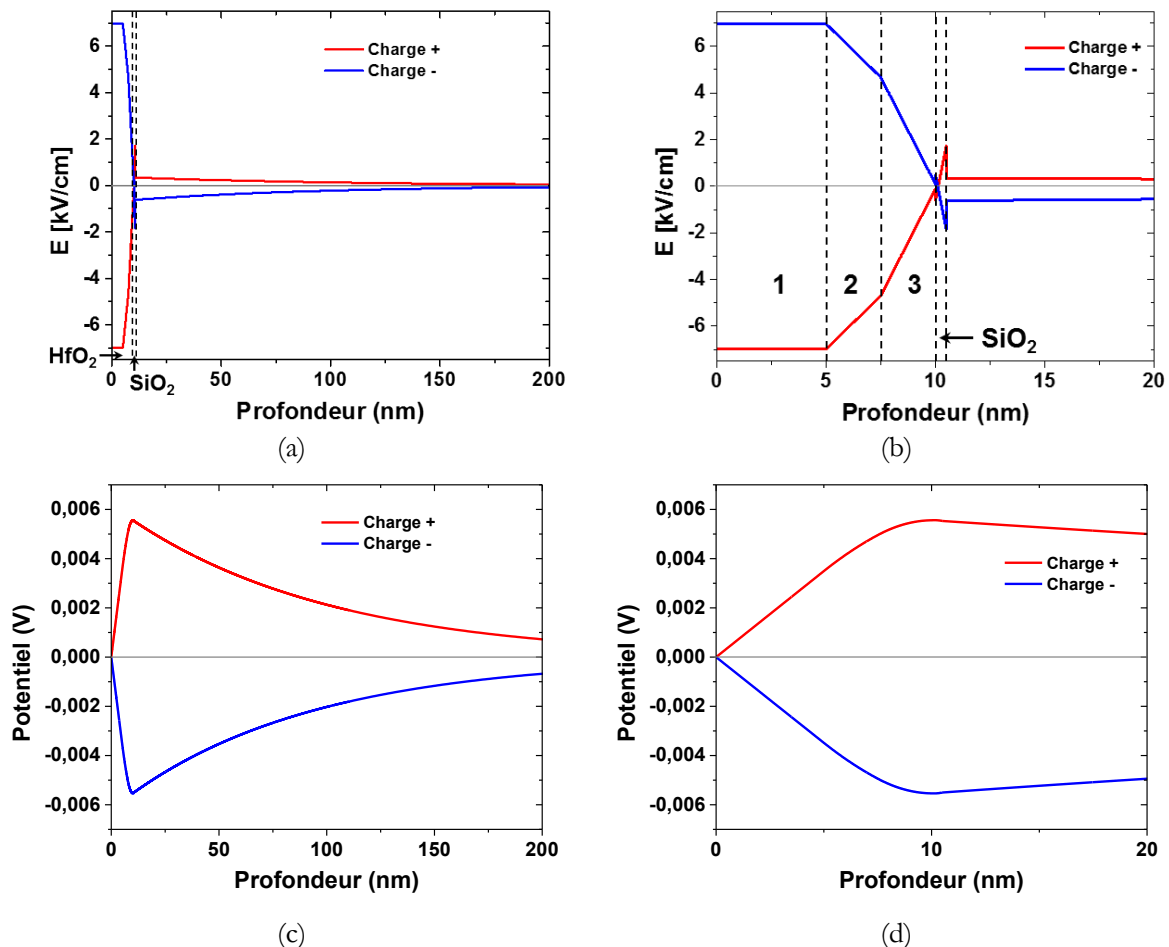 7
6
4
2
0
-2
-4
-6
E [kV/cm]
Charge +
Charge -
HfO2
SiO2
0 50 100 150 200
Profondeur (nm)
(a)
6
4
2
0
-2
-4
-6
E [kV/cm]
Charge +
Charge -
1 2 3
SiO2
0 5 10 15 20
Profondeur (nm)
(b)
0,006
0,004
0,002
0,000
-0,002
-0,004
-0,006
Potentiel (V)
Charge +
Charge -
0 50 100 150 200
Profondeur (nm)
(c)
0,006
0,004
0,002
0,000
-0,002
-0,004
-0,006
Potentiel (V)
Charge +
Charge -
0 10 20
Profondeur (nm)
(d)